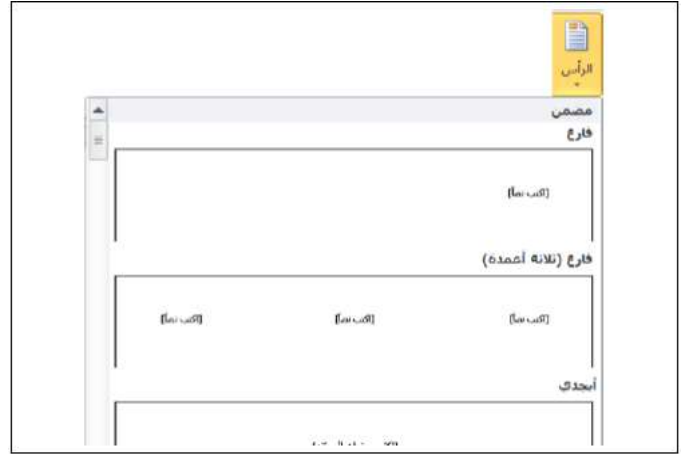 الرأس
مضمن
فارغ
[اكتب نصاً]
فارغ (ثلاثة أعمدة)
[اكتب نصاً] [اكتب نصاً] [اكتب نصاً]
أبجدي